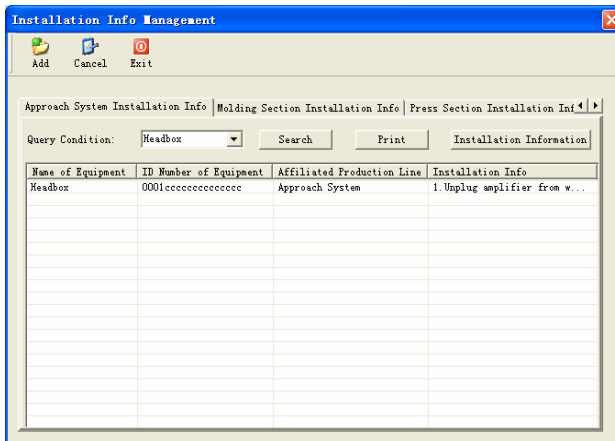 Installation Info Management
Add Cancel Exit
Approach System Installation Info Molding Section Installation Info Press Section Installation Inf
Query Condition: Headbox Search Print Installation Information
Name of Equipment ID Number of Equipment Affiliated Production Line Installation Info
Headbox 0001cccccccccccccc Approach System 1.Unplug amplifier from w...